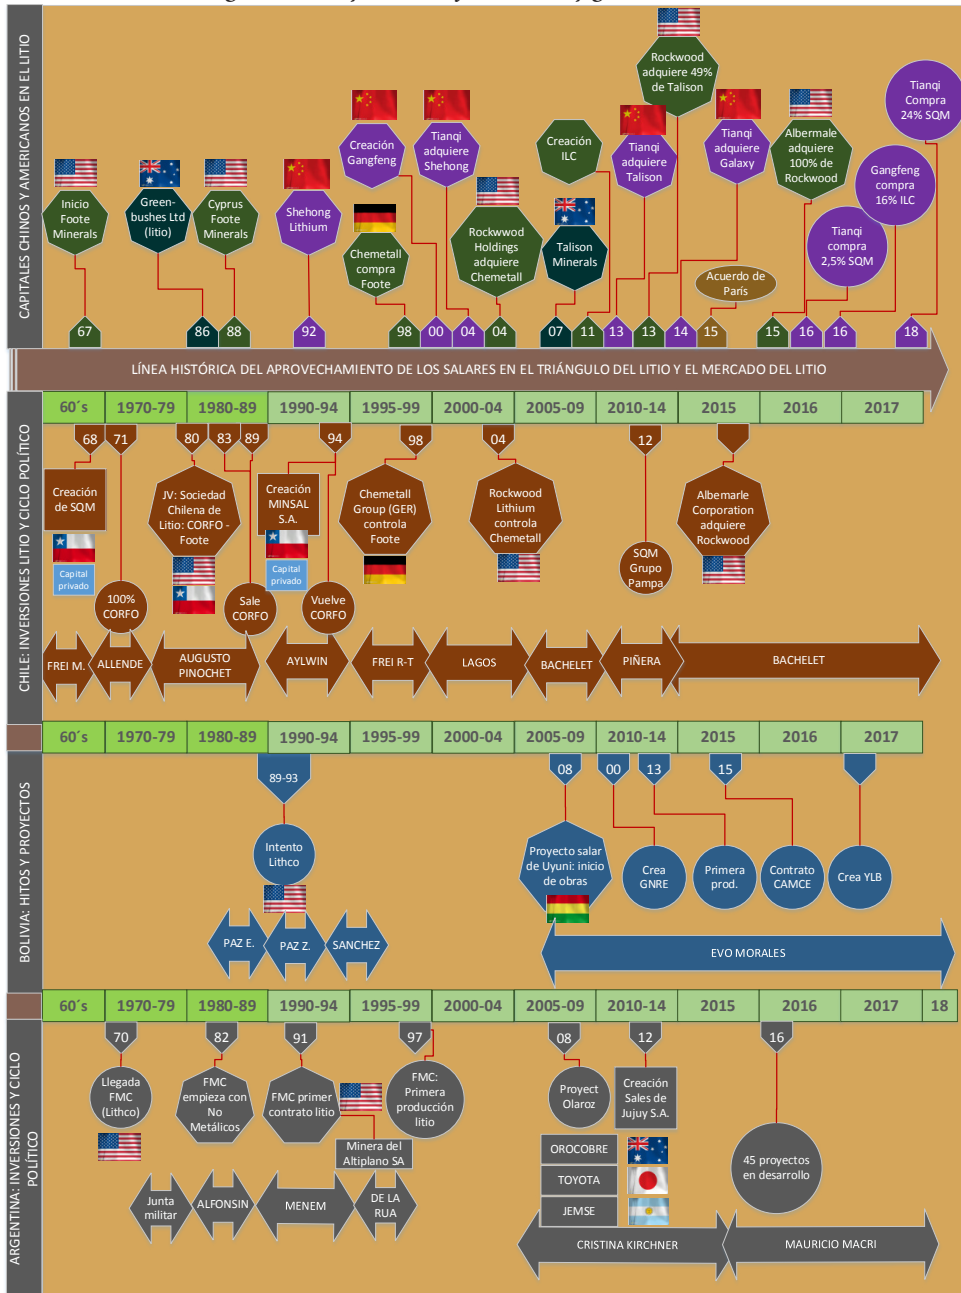 CAPITALES CHINOS Y AMERICANOS EN EL LITIO
Inicio
Foote
Minerals
Green-
bushes Ltd
(litio)
Cyprus
Foote
Minerals
Shehong
Lithium
Creación
Gangfeng
Chemetall
compra
Foote
Tianqi
adquiere
Shehong
Rockwwod
Holdings
adquiere
Chemetall
Creación
ILC
Talison
Minerals
Tianqi
adquiere
Talison
Rockwood
adquiere 49%
de Talison
Tianqi
adquiere
Galaxy
Acuerdo de
París
Albermale
adquiere
100% de
Rockwood
Tianqi
compra
2,5% SQM
Gangfeng
compra
16% ILC
Tianqi
Compra
24% SQM
67
86
88
92
98
00
04
04
07
11
13
13
14
15
15
16
16
18
LÍNEA HISTÓRICA DEL APROVECHAMIENTO DE LOS SALARES EN EL TRIÁNGULO DEL LITIO Y EL MERCADO DEL LITIO
CHILE: INVERSIONES LITIO Y CICLO POLÍTICO
60´s 1970-79 1980-89 1990-94 1995-99 2000-04 2005-09 2010-14 2015 2016 2017
68
71
80
83
89
94
98
04
12
Creación
de SQM
Capital
privado
100%
CORFO
JV: Sociedad
Chilena de
Litio: CORFO -
Foote
Sale
CORFO
Creación
MINSAL
S.A.
Capital
privado
Vuelve
CORFO
Chemetall
Group (GER)
controla
Foote
Rockwood
Lithium
controla
Chemetall
SQM
Grupo
Pampa
Albemarle
Corporation
adquiere
Rockwood
FREI M.
ALLENDE
AUGUSTO
PINOCHET
AYLWIN
FREI R-T
LAGOS
BACHELET
PIÑERA
BACHELET
BOLIVIA: HITOS Y PROYECTOS
60´s 1970-79 1980-89 1990-94 1995-99 2000-04 2005-09 2010-14 2015 2016 2017
89-93
08
00
13
15
Intento
Lithco
Proyecto salar
de Uyuni: inicio
de obras
Crea
GNRE
Primera
prod.
Contrato
CAMCE
Crea YLB
PAZ E.
PAZ Z.
SANCHEZ
EVO MORALES
ARGENTINA: INVERSIONES Y CICLO
POLÍTICO
60´s 1970-79 1980-89 1990-94 1995-99 2000-04 2005-09 2010-14 2015 2016 2017 18
70
82
91
97
08
12
16
Llegada
FMC
(Lithco)
FMC
empieza con
No
Metálicos
FMC primer
contrato litio
Minera del
Altiplano SA
FMC:
Primera
producción
litio
Proyect
Olaroz
Creación
Sales de
Jujuy S.A.
OROCOBRE
TOYOTA
JEMSE
45 proyectos
en desarrollo
Junta
militar
ALFONSIN
MENEM
DE LA
RUA
CRISTINA KIRCHNER
MAURICIO MACRI